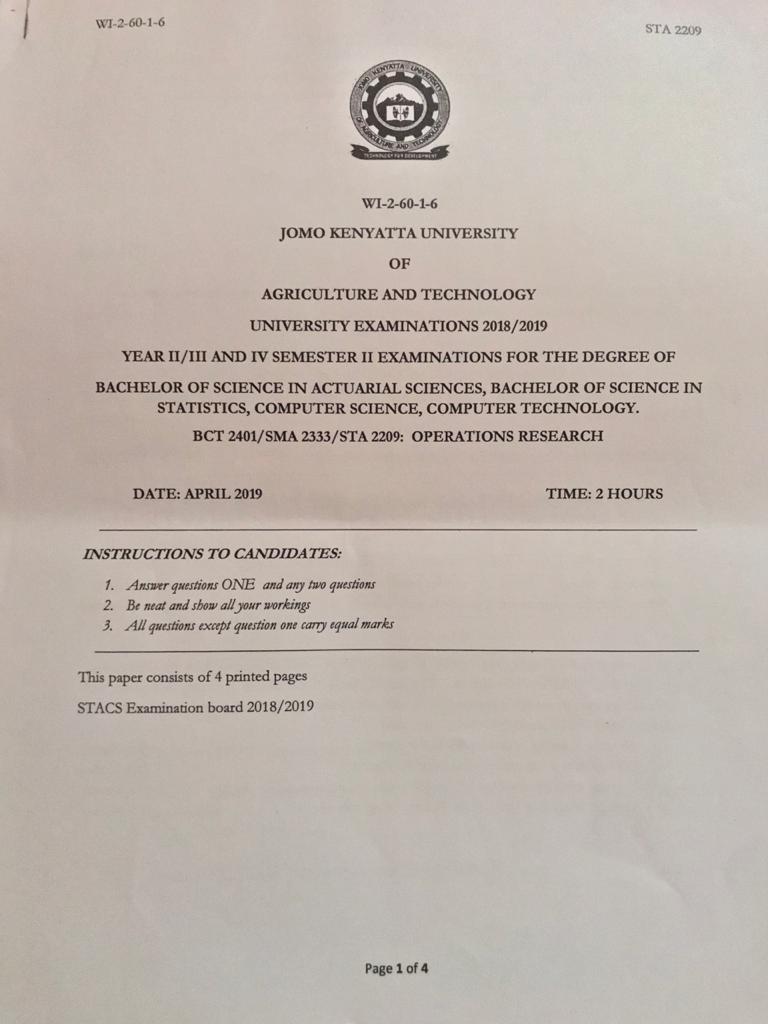 WI-2-60-1-6
STA 2209
JOMO KENYATTA UNIVERSITY
OF AGRICULTURE AND TECHNOLOGY
TECHNOLOGY FOR DEVELOPMENT
WI-2-60-1-6
JOMO KENYATTA UNIVERSITY
OF
AGRICULTURE AND TECHNOLOGY
UNIVERSITY EXAMINATIONS 2018/2019
YEAR II/III AND IV SEMESTER II EXAMINATIONS FOR THE DEGREE OF
BACHELOR OF SCIENCE IN ACTUARIAL SCIENCES, BACHELOR OF SCIENCE IN
STATISTICS, COMPUTER SCIENCE, COMPUTER TECHNOLOGY.
BCT 2401/SMA 2333/STA 2209: OPERATIONS RESEARCH
DATE: APRIL 2019 TIME: 2 HOURS
INSTRUCTIONS TO CANDIDATES:
1. Answer questions ONE and any two questions
2. Be neat and show all your workings
3. All questions except question one carry equal marks
This paper consists of 4 printed pages
STACS Examination board 2018/2019
Page 1 of 4